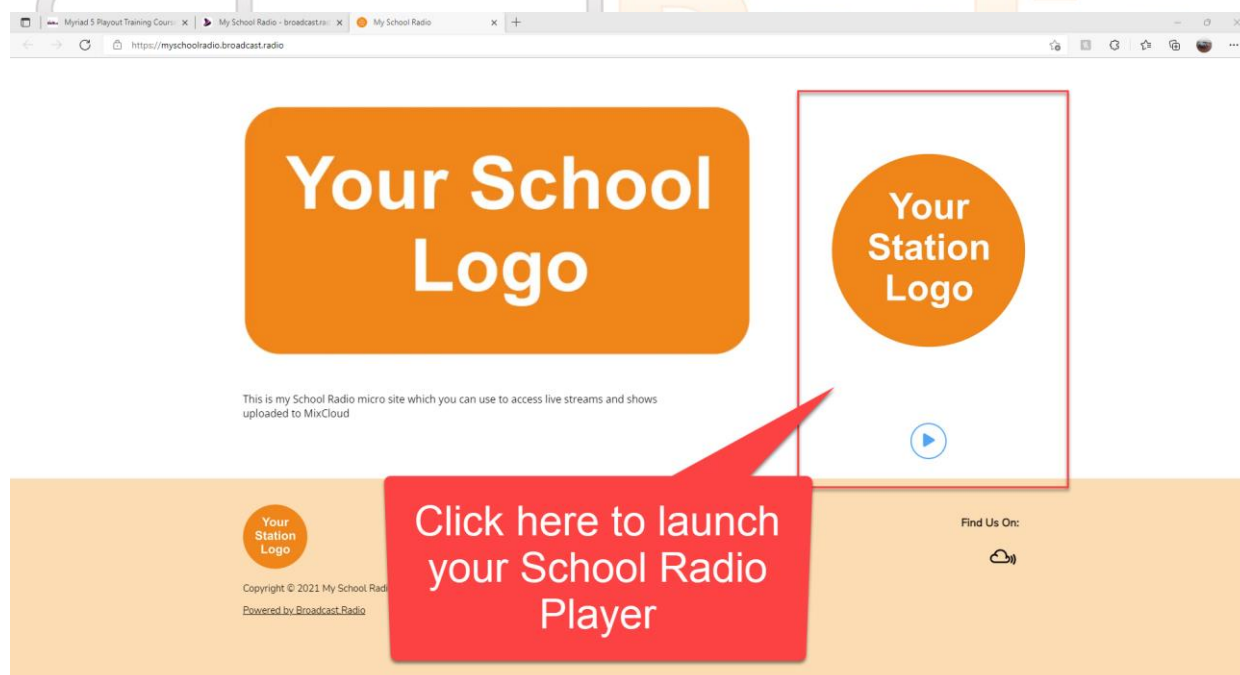 Myriad 5 Playout Training Cours
My School Radio - broadcast.rac
My School Radio
https://myschoolradio.broadcast.radio
Your School
Logo
Your
Station
Logo
This is my School Radio micro site which you can use to access live streams and shows
uploaded to MixCloud
Click here to launch
your School Radio
Player
Your
Station
Logo
Find Us On:
Copyright © 2021 My School Radi
Powered by Broadcast.Radio